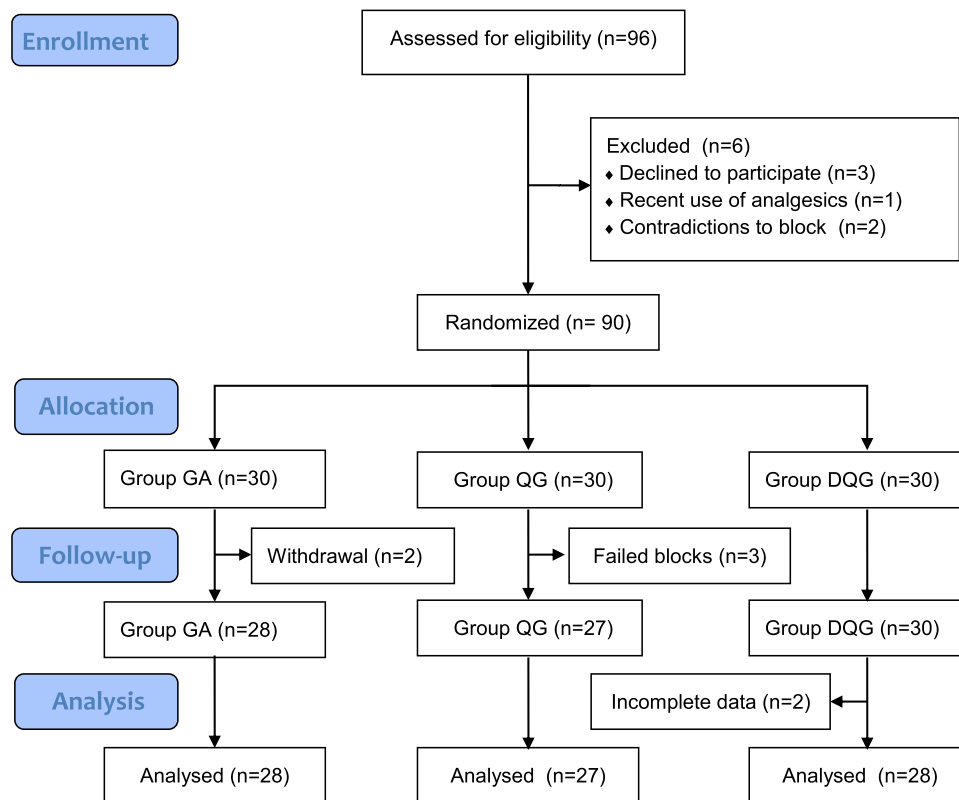 Enrollment
Assessed for eligibility (n=96)
Excluded  (n=6)
♦ Declined to participate (n=3)
♦ Recent use of analgesics (n=1)
♦ Contradictions to block  (n=2)
Randomized (n= 90)
Allocation
Group GA (n=30)
Group QG (n=30)
Group DQG (n=30)
Follow-up
Withdrawal (n=2)
Failed blocks (n=3)
Group GA (n=28)
Group QG (n=27)
Group DQG (n=30)
Analysis
Incomplete data (n=2)
Analysed (n=28)
Analysed  (n=27)
Analysed  (n=28)